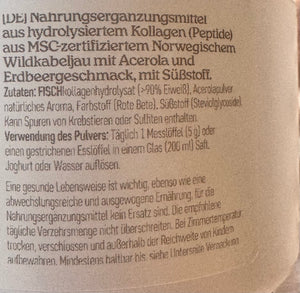 [DE] Nahrungsergänzungsmittel
aus hydrolysiertem Kollagen (Peptide)
aus MSC-zertifiziertem Norwegischem
Wildkabeljau mit Acerola und
Erdbeergeschmack, mit Süßstoff.
Zutaten: FISCHkollagenhydrolysat (>90% Eiweiß), Acerolapulver,
natürliches Aroma, Farbstoff (Rote Bete), Süßstoff (Steviolglycoside).
Kann Spuren von Krebstieren oder Sulfiten enthalten.
Verwendung des Pulvers: Täglich 1 Messlöffel (5 g) oder
einen gestrichenen Esslöffel in einem Glas (200 ml) Saft,
Joghurt oder Wasser auflösen.
Eine gesunde Lebensweise ist wichtig, ebenso wie eine
abwechslungsreiche und ausgewogene Ernährung, für die
Nahrungsergänzungsmittel kein Ersatz sind. Die empfohlene
tägliche Verzehrsmenge nicht überschreiten. Bei Zimmertemperatur,
trocken, verschlossen und außerhalb der Reichweite von Kindern
aufbewahren. Mindestens haltbar bis: siehe Unterseite Verpackung